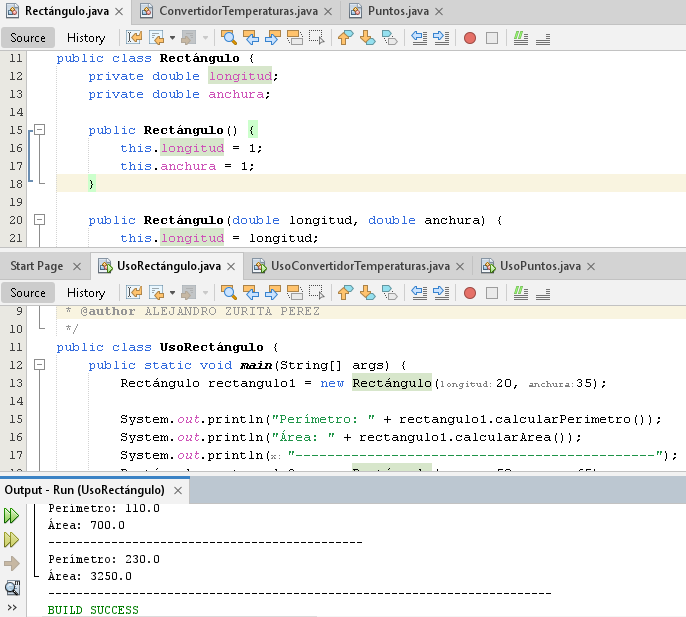 Rectángulo.java ConvertidorTemperaturas.java Puntos.java
Source History
11 public class Rectángulo {
12 private double longitud;
13 private double anchura;
14
15 public Rectángulo() {
16 this.longitud = 1;
17 this.anchura = 1;
18 }
19
20 public Rectángulo(double longitud, double anchura) {
21 this.longitud = longitud;
Start Page UsoRectángulo.java UsoConvertidorTemperaturas.java UsoPuntos.java
Source History
9 * @author ALEJANDRO ZURITA PEREZ
10 */
11 public class UsoRectángulo {
12 public static void main(String[] args) {
13 Rectángulo rectangulo1 = new Rectángulo(longitud: 20, anchura: 35);
14
15 System.out.println("Perímetro: " + rectangulo1.calcularPerimetro());
16 System.out.println("Área: " + rectangulo1.calcularArea());
17 System.out.println(x: "----------------------------------------------");
Output - Run (UsoRectángulo)
Perímetro: 110.0
Área: 700.0
---------------------------------------------
Perímetro: 230.0
Área: 3250.0
------------------------------------------------------------------------
BUILD SUCCESS